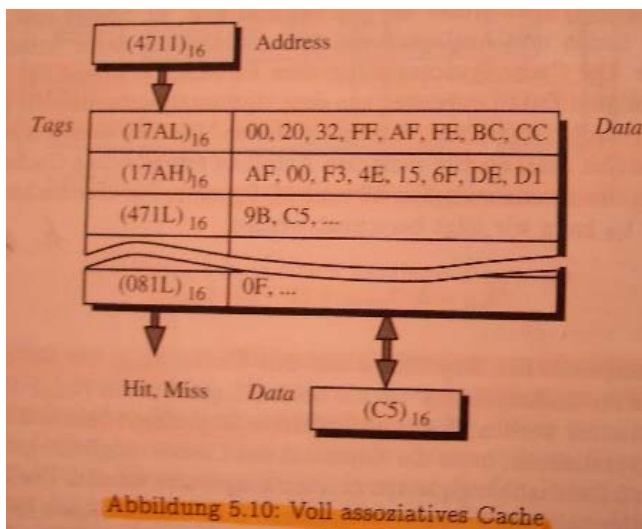 (4711)16 Address
Tags (17AL)16 00, 20, 32, FF, AF, FE, BC, CC Data
(17AH)16 AF, 00, F3, 4E, 15, 6F, DE, D1
(471L)16 9B, C5, ...
(081L)16 0F, ...
Hit, Miss Data
(C5)16
Abbildung 5.10: Voll assoziatives Cache